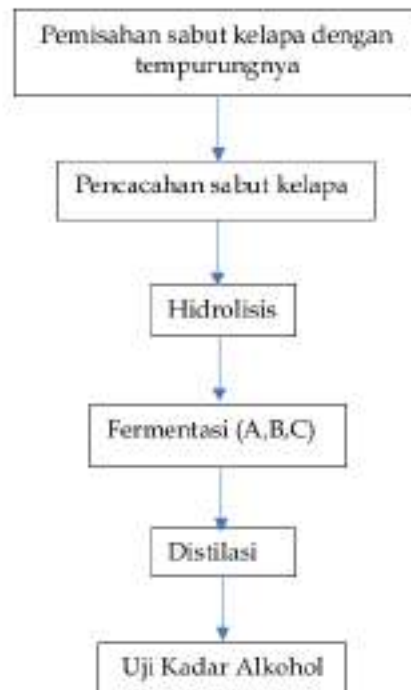 Pemisahan sabut kelapa dengan
tempurungnya
Pencacahan sabut kelapa
Hidrolisis
Fermentasi (A,B,C)
Distilasi
Uji Kadar Alkohol